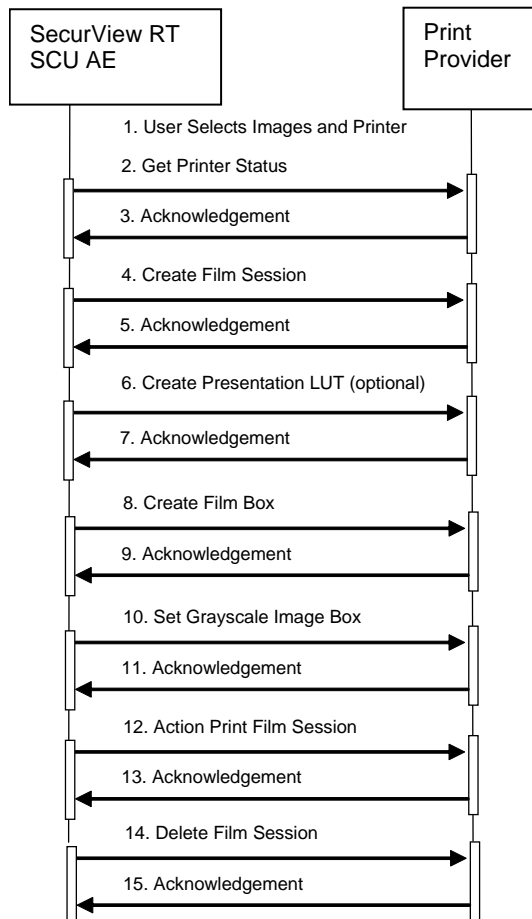 SecurView RT
SCU AE
Print
Provider
1. User Selects Images and Printer
2. Get Printer Status
3. Acknowledgement
4. Create Film Session
5. Acknowledgement
6. Create Presentation LUT (optional)
7. Acknowledgement
8. Create Film Box
9. Acknowledgement
10. Set Grayscale Image Box
11. Acknowledgement
12. Action Print Film Session
13. Acknowledgement
14. Delete Film Session
15. Acknowledgement